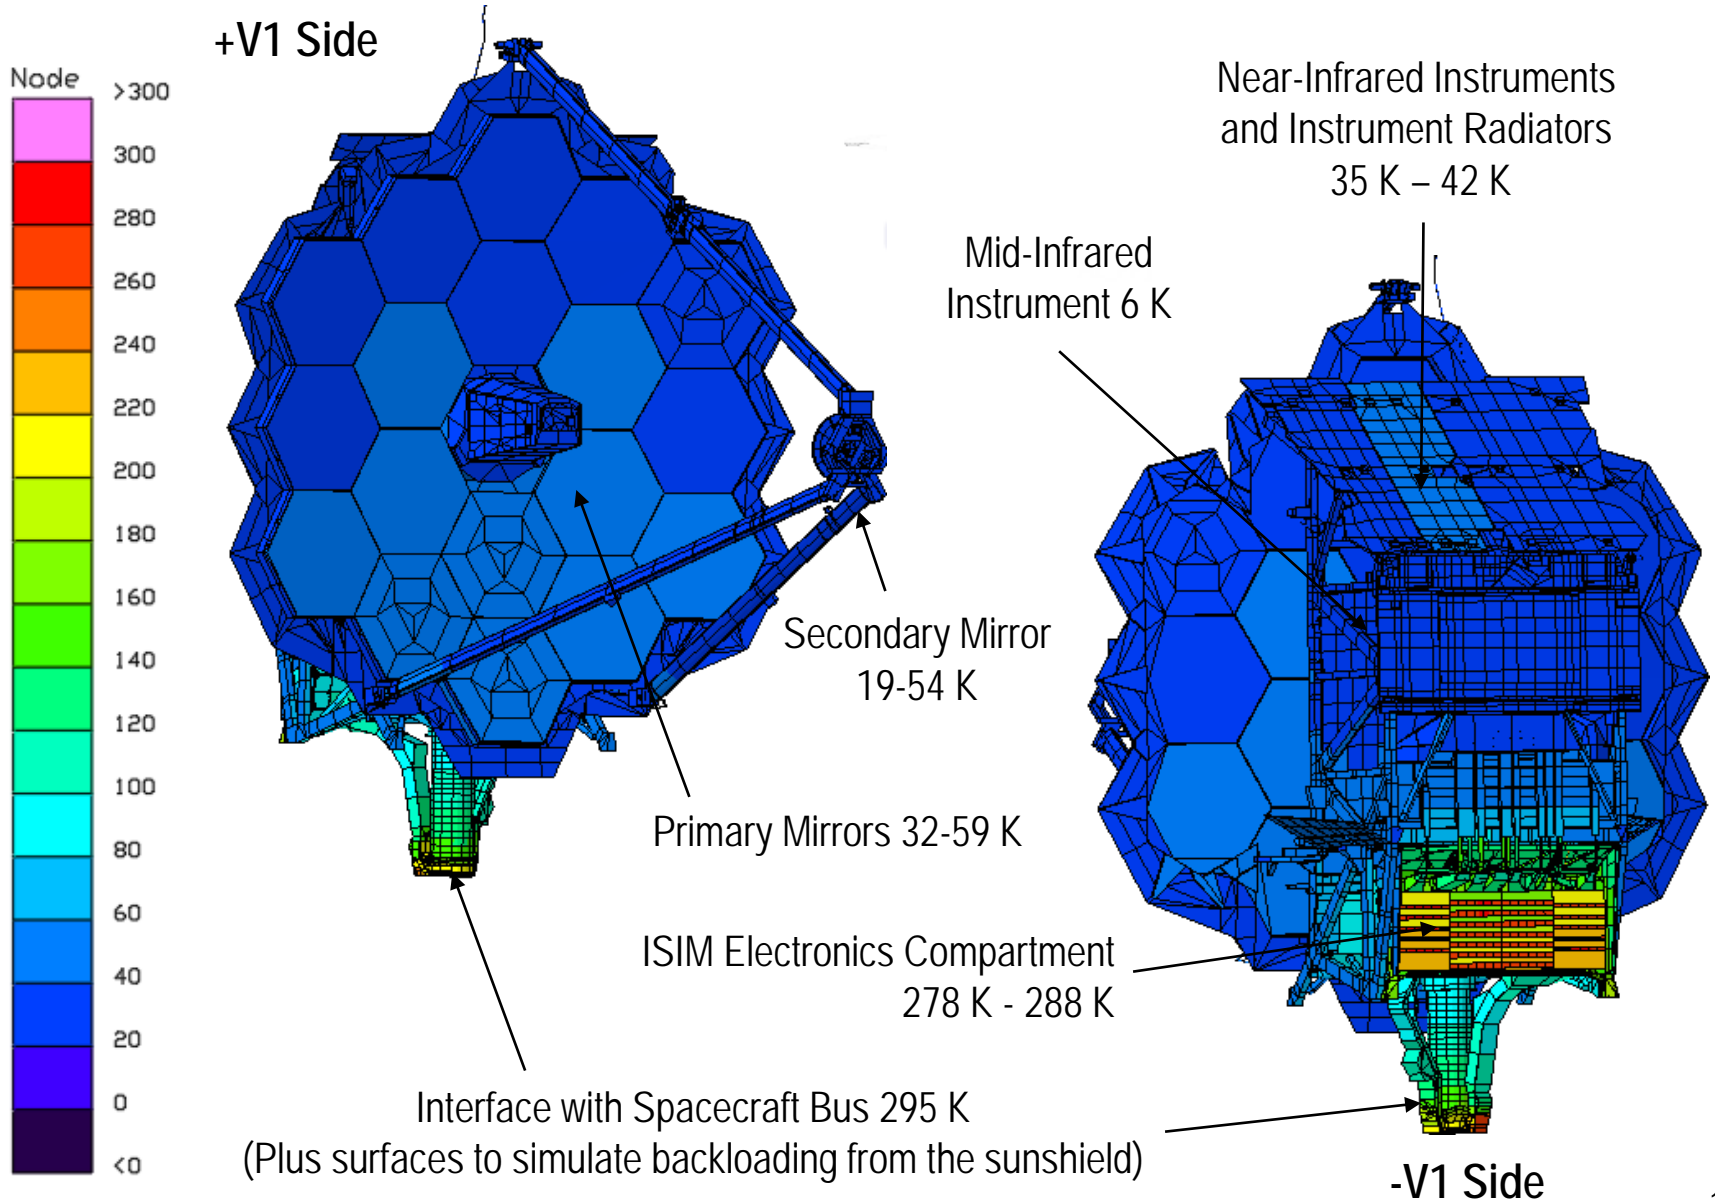 +V1 Side
Node
>300
300
280
260
240
220
200
180
160
140
120
100
80
60
40
20
0
<0
Near-Infrared Instruments
and Instrument Radiators
35 K – 42 K
Mid-Infrared
Instrument 6 K
Secondary Mirror
19-54 K
Primary Mirrors 32-59 K
ISIM Electronics Compartment
278 K - 288 K
Interface with Spacecraft Bus 295 K
(Plus surfaces to simulate backloading from the sunshield)
-V1 Side